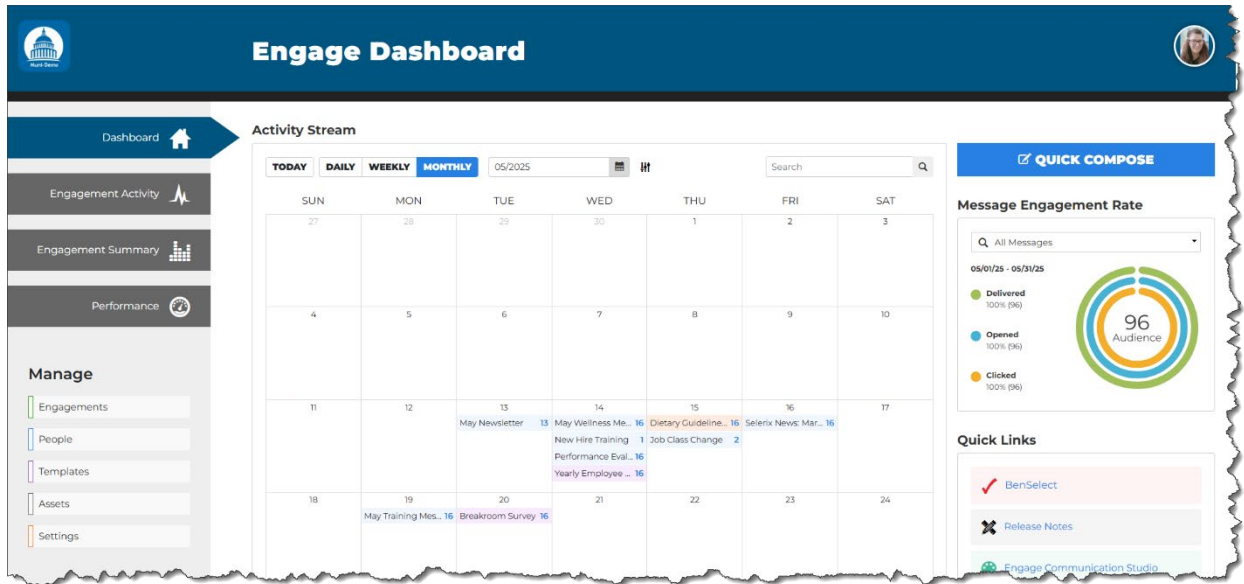 Muni-Demo
Engage Dashboard
Dashboard
Engagement Activity
Engagement Summary
Performance
Manage
Engagements
People
Templates
Assets
Settings
Activity Stream
TODAY DAILY WEEKLY MONTHLY 05/2025 Search
SUN MON TUE WED THU FRI SAT
27 28 29 30 1 2 3
4 5 6 7 8 9 10
11 12 13 14 15 16 17
May Newsletter 13 May Wellness Me... 16 Dietary Guideline... 16 Selerix News: Mar... 16
New Hire Training 1 Job Class Change 2
Performance Eval... 16
Yearly Employee ... 16
18 19 20 21 22 23 24
May Training Mes... 16 Breakroom Survey 16
QUICK COMPOSE
Message Engagement Rate
All Messages
05/01/25 - 05/31/25
Delivered
100% (96)
Opened
100% (96)
Clicked
100% (96)
96
Audience
Quick Links
BenSelect
Release Notes
Engage Communication Studio